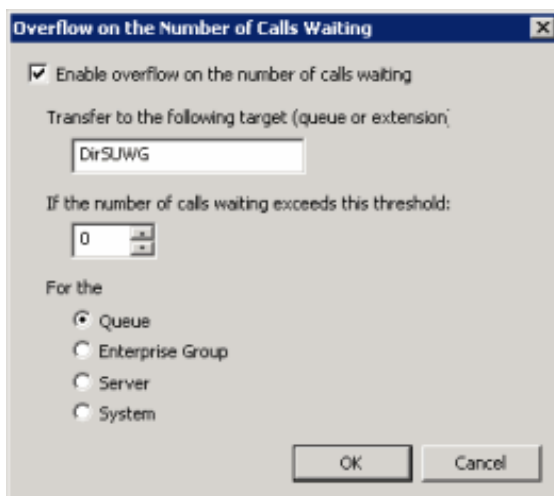 Overflow on the Number of Calls Waiting
Enable overflow on the number of calls waiting
Transfer to the following target (queue or extension)
DirSUWG
If the number of calls waiting exceeds this threshold:
0
For the
Queue
Enterprise Group
Server
System
OK Cancel